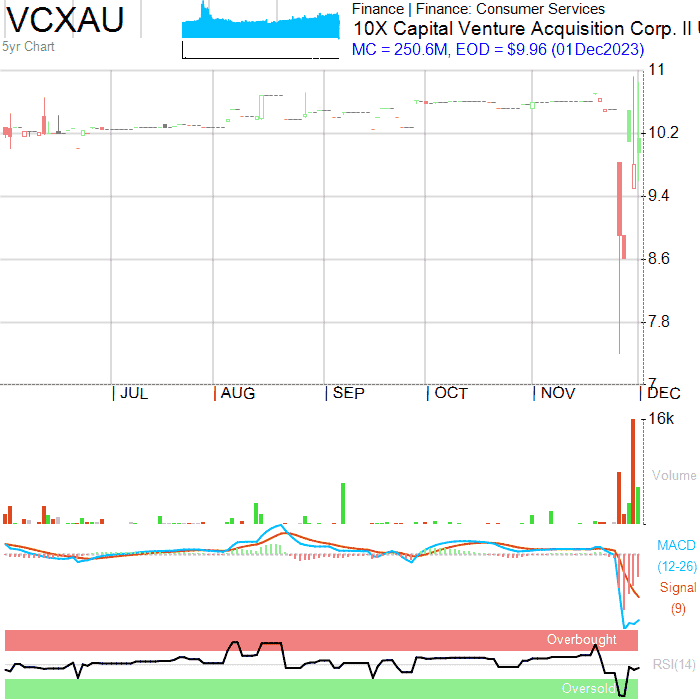 VCXAU
5yr Chart
Finance | Finance: Consumer Services
10X Capital Venture Acquisition Corp. II
MC = 250.6M, EOD = $9.96 (01Dec2023)
11
10.2
9.4
8.6
7.8
7
JUL AUG SEP OCT NOV DEC
16k
Volume
MACD
(12-26)
Signal
(9)
Overbought
RSI(14)
Oversold